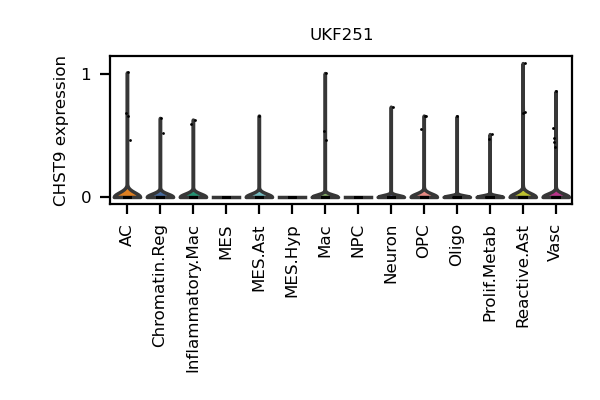 UKF251
CHST9 expression
1
0
AC
Chromatin.Reg
Inflammatory.Mac
MES
MES.Ast
MES.Hyp
Mac
NPC
Neuron
OPC
Oligo
Prolif.Metab
Reactive.Ast
Vasc